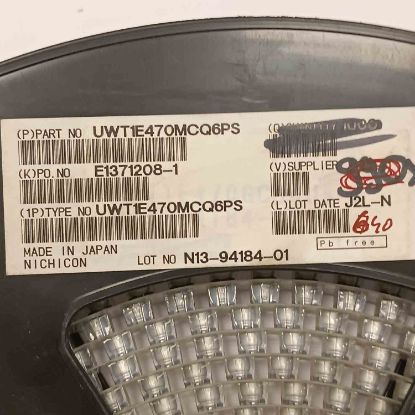 (P)PART NO UWT1E470MCQ6PS
(K)PO.NO E1371208-1
(V)SUPPLIER
(1P)TYPE NO UWT1E470MCQ6PS
(L)LOT DATE J2L-N
MADE IN JAPAN
NICHICON
LOT NO N13-94184-01
Pb free